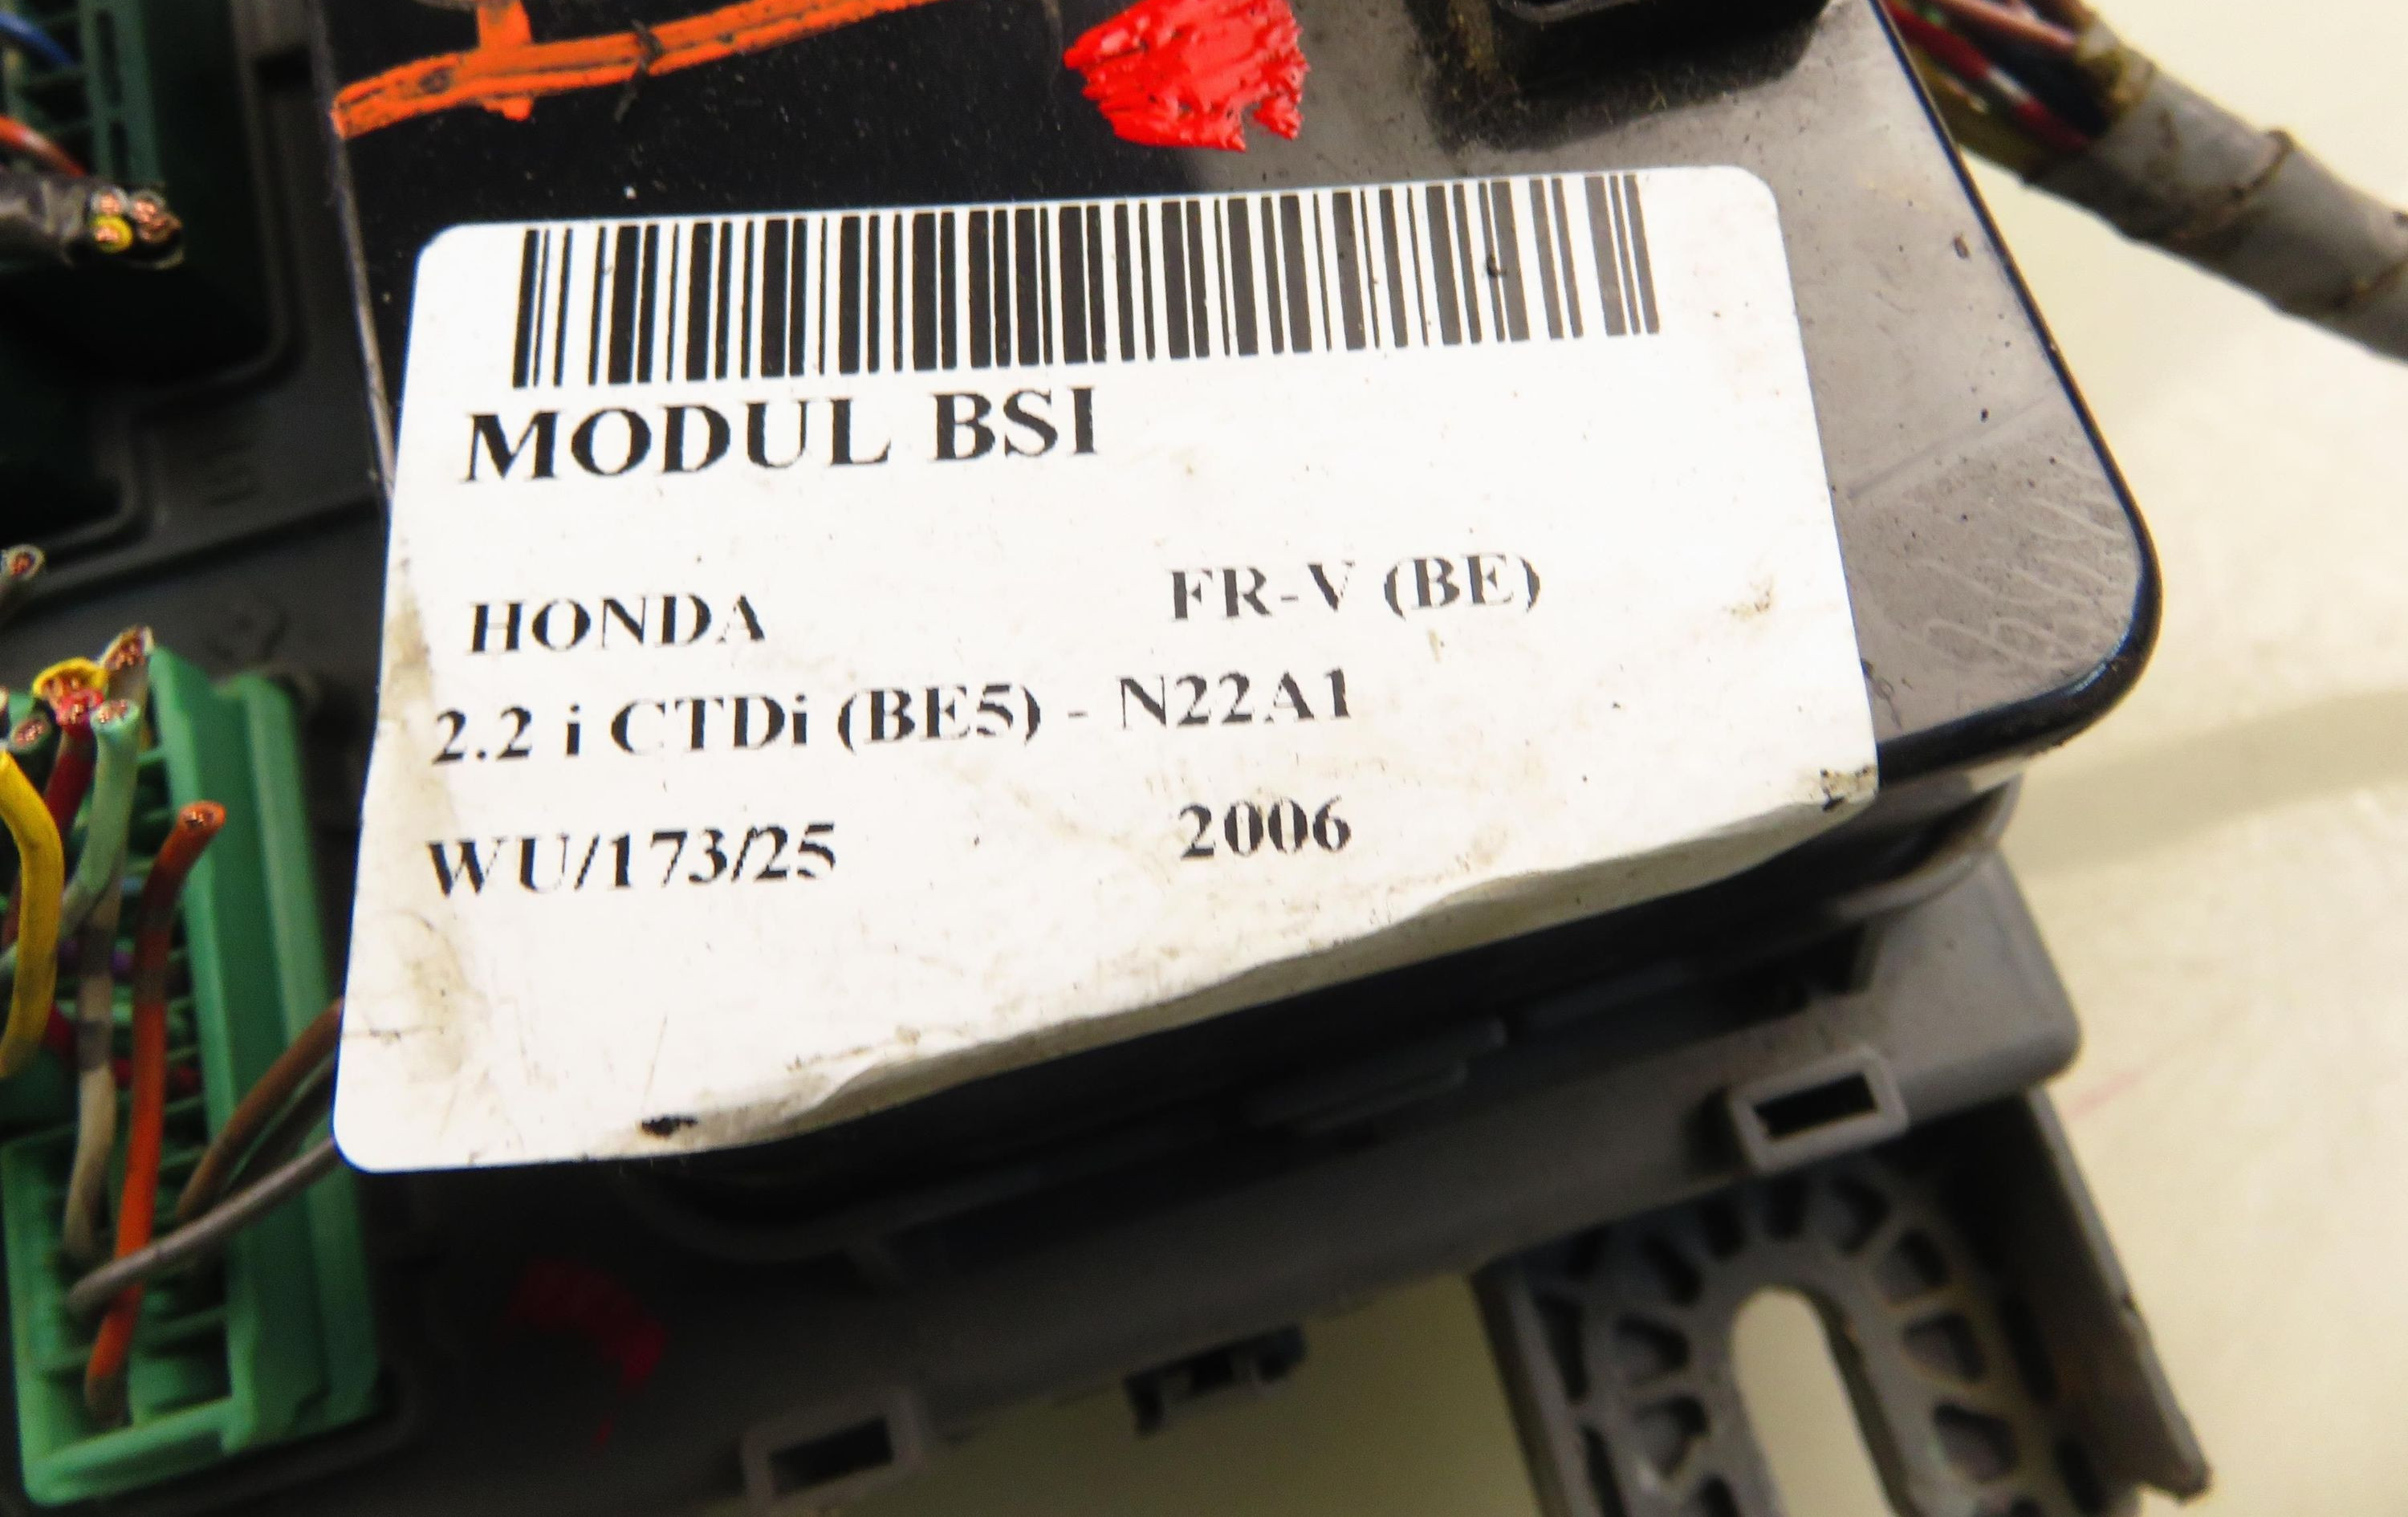 MODUL BSI
HONDA FR-V (BE)
2.2 i CTDi (BE5) - N22A1
WU/173/25 2006